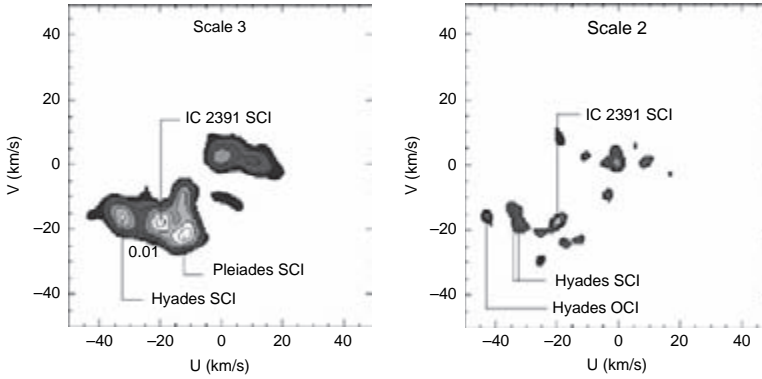 Scale 3
IC 2391 SCI
0.01
Pleiades SCI
Hyades SCI
V (km/s)
40
20
0
−20
−40
−40
−20
0
20
40
U (km/s)
Scale 2
IC 2391 SCI
Hyades SCI
Hyades OCI
V (km/s)
40
20
0
−20
−40
−40
−20
0
20
40
U (km/s)